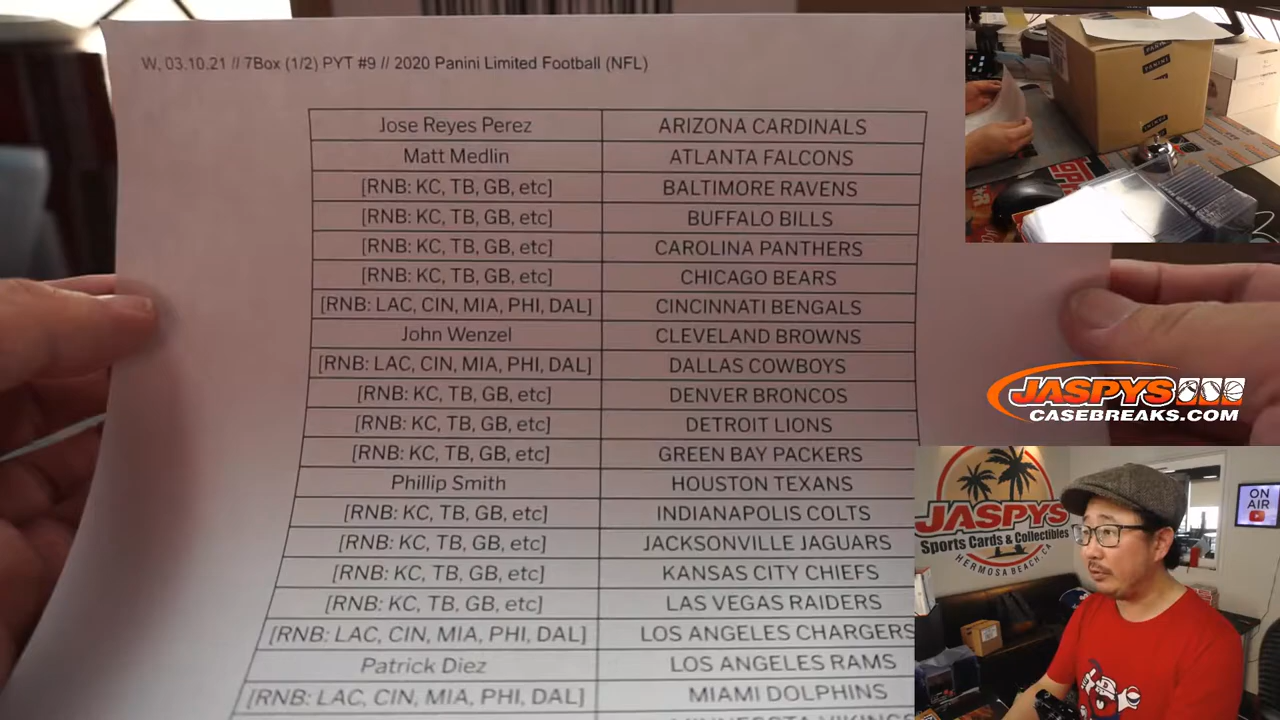 W, 03.10.21 // 7Box (1/2) PYT #9 // 2020 Panini Limited Football (NFL)
Jose Reyes Perez ARIZONA CARDINALS
Matt Medlin ATLANTA FALCONS
[RNB: KC, TB, GB, etc] BALTIMORE RAVENS
[RNB: KC, TB, GB, etc] BUFFALO BILLS
[RNB: KC, TB, GB, etc] CAROLINA PANTHERS
[RNB: KC, TB, GB, etc] CHICAGO BEARS
[RNB: LAC, CIN, MIA, PHI, DAL] CINCINNATI BENGALS
John Wenzel CLEVELAND BROWNS
[RNB: LAC, CIN, MIA, PHI, DAL] DALLAS COWBOYS
[RNB: KC, TB, GB, etc] DENVER BRONCOS
[RNB: KC, TB, GB, etc] DETROIT LIONS
[RNB: KC, TB, GB, etc] GREEN BAY PACKERS
Phillip Smith HOUSTON TEXANS
[RNB: KC, TB, GB, etc] INDIANAPOLIS COLTS
[RNB: KC, TB, GB, etc] JACKSONVILLE JAGUARS
[RNB: KC, TB, GB, etc] KANSAS CITY CHIEFS
[RNB: KC, TB, GB, etc] LAS VEGAS RAIDERS
[RNB: LAC, CIN, MIA, PHI, DAL] LOS ANGELES CHARGERS
Patrick Diez LOS ANGELES RAMS
[RNB: LAC, CIN, MIA, PHI, DAL] MIAMI DOLPHINS
MINNESOTA VIKINGS
PANINI
JASPYS
CASEBREAKS.COM
JASPYS
Sports Cards & Collectibles
HERMOSA BEACH, CA
ON
AIR